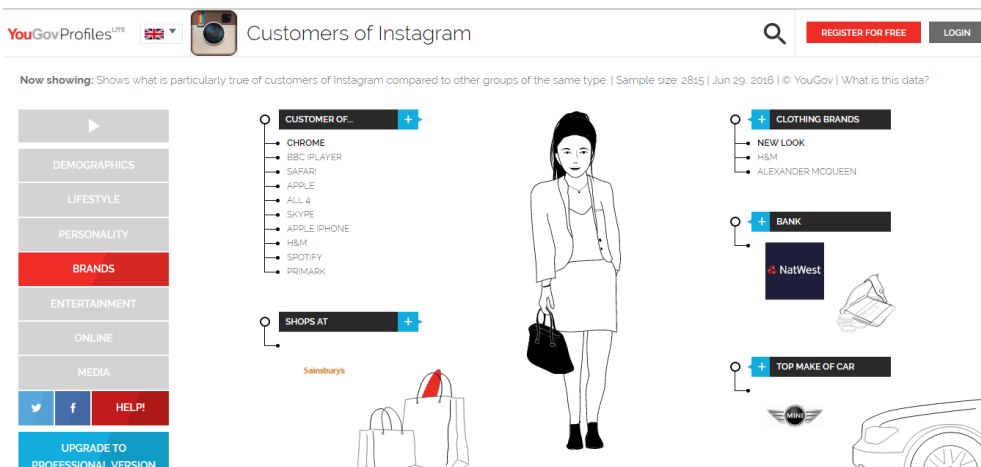 YouGov ProfilesLITE
Customers of Instagram
REGISTER FOR FREE
LOGIN
Now showing: Shows what is particularly true of customers of Instagram compared to other groups of the same type. | Sample size: 2815 | Jun 29, 2016 | © YouGov | What is this data?
DEMOGRAPHICS
LIFESTYLE
PERSONALITY
BRANDS
ENTERTAINMENT
ONLINE
MEDIA
HELP!
UPGRADE TO
PROFESSIONAL VERSION
CUSTOMER OF...
CHROME
BBC IPLAYER
SAFARI
APPLE
ALL 4
SKYPE
APPLE IPHONE
H&M
SPOTIFY
PRIMARK
SHOPS AT
Sainsbury's
CLOTHING BRANDS
NEW LOOK
H&M
ALEXANDER MCQUEEN
BANK
NatWest
TOP MAKE OF CAR
MINI